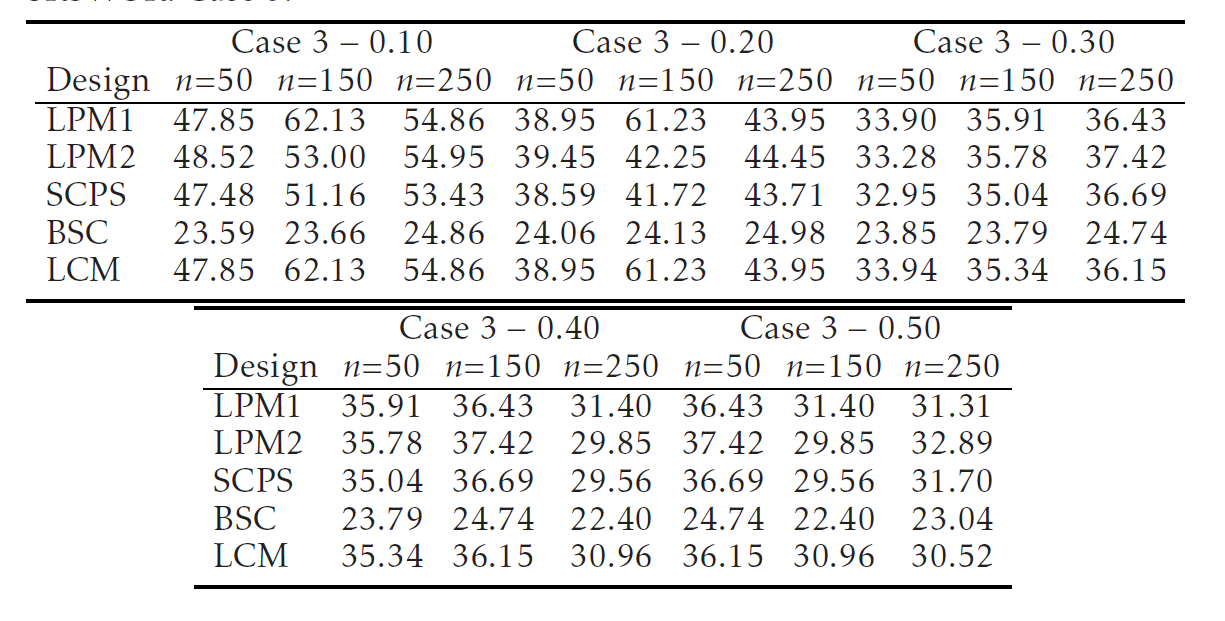 Case 3 – 0.10 Case 3 – 0.20 Case 3 – 0.30
Design n=50 n=150 n=250 n=50 n=150 n=250 n=50 n=150 n=250
LPM1 47.85 62.13 54.86 38.95 61.23 43.95 33.90 35.91 36.43
LPM2 48.52 53.00 54.95 39.45 42.25 44.45 33.28 35.78 37.42
SCPS 47.48 51.16 53.43 38.59 41.72 43.71 32.95 35.04 36.69
BSC 23.59 23.66 24.86 24.06 24.13 24.98 23.85 23.79 24.74
LCM 47.85 62.13 54.86 38.95 61.23 43.95 33.94 35.34 36.15
Case 3 – 0.40 Case 3 – 0.50
Design n=50 n=150 n=250 n=50 n=150 n=250
LPM1 35.91 36.43 31.40 36.43 31.40 31.31
LPM2 35.78 37.42 29.85 37.42 29.85 32.89
SCPS 35.04 36.69 29.56 36.69 29.56 31.70
BSC 23.79 24.74 22.40 24.74 22.40 23.04
LCM 35.34 36.15 30.96 36.15 30.96 30.52